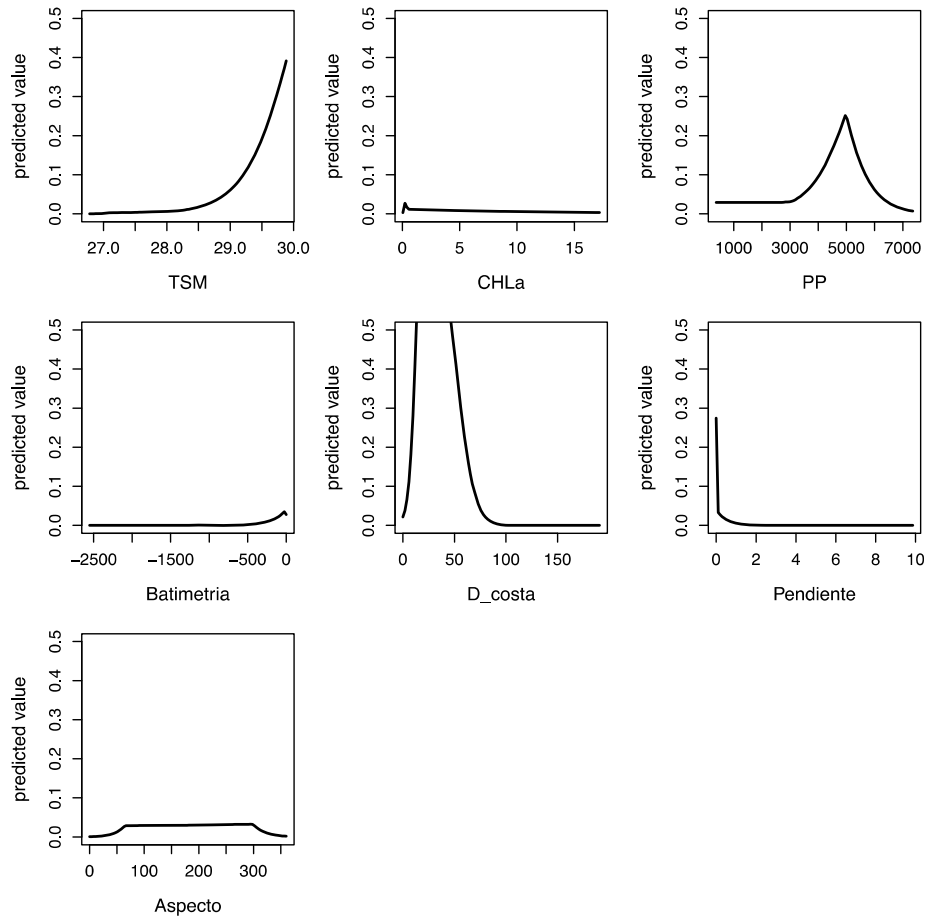 predicted value
0.0 0.1 0.2 0.3 0.4 0.5
27.0 28.0 29.0 30.0
TSM
predicted value
0.0 0.1 0.2 0.3 0.4 0.5
0 5 10 15
CHLa
predicted value
0.0 0.1 0.2 0.3 0.4 0.5
1000 3000 5000 7000
PP
predicted value
0.0 0.1 0.2 0.3 0.4 0.5
−2500 −1500 −500 0
Batimetria
predicted value
0.0 0.1 0.2 0.3 0.4 0.5
0 50 100 150
D_costa
predicted value
0.0 0.1 0.2 0.3 0.4 0.5
0 2 4 6 8 10
Pendiente
predicted value
0.0 0.1 0.2 0.3 0.4 0.5
0 100 200 300
Aspecto